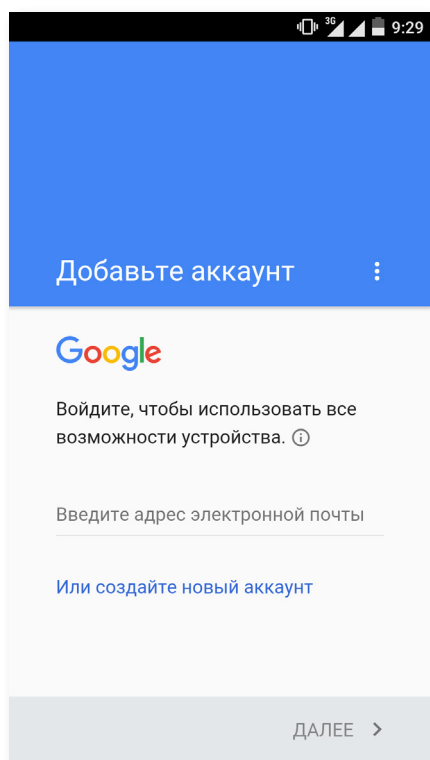 3G 9:29
Добавьте аккаунт
Google
Войдите, чтобы использовать все
возможности устройства.
Введите адрес электронной почты
Или создайте новый аккаунт
ДАЛЕЕ